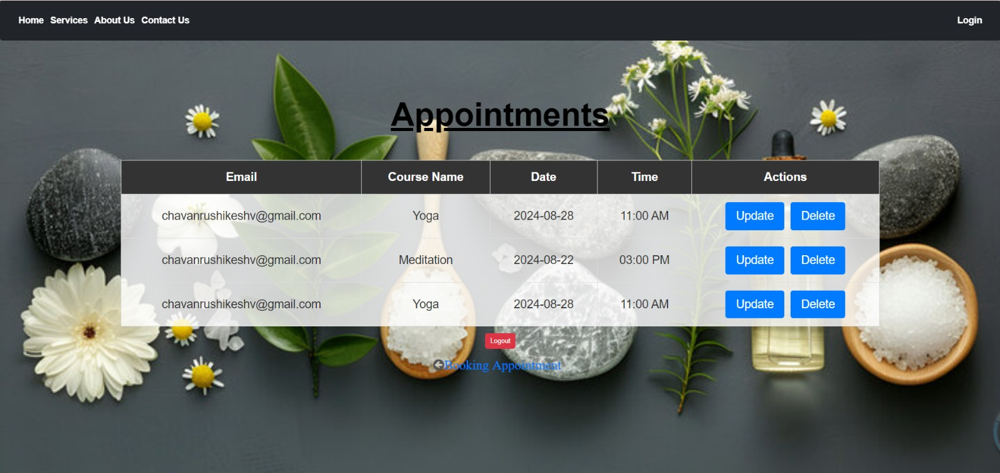 Home Services About Us Contact Us Login
Appointments
Email Course Name Date Time Actions
chavanrushikeshv@gmail.com Yoga 2024-08-28 11:00 AM Update Delete
chavanrushikeshv@gmail.com Meditation 2024-08-22 03:00 PM Update Delete
chavanrushikeshv@gmail.com Yoga 2024-08-28 11:00 AM Update Delete
Logout
Booking Appointment